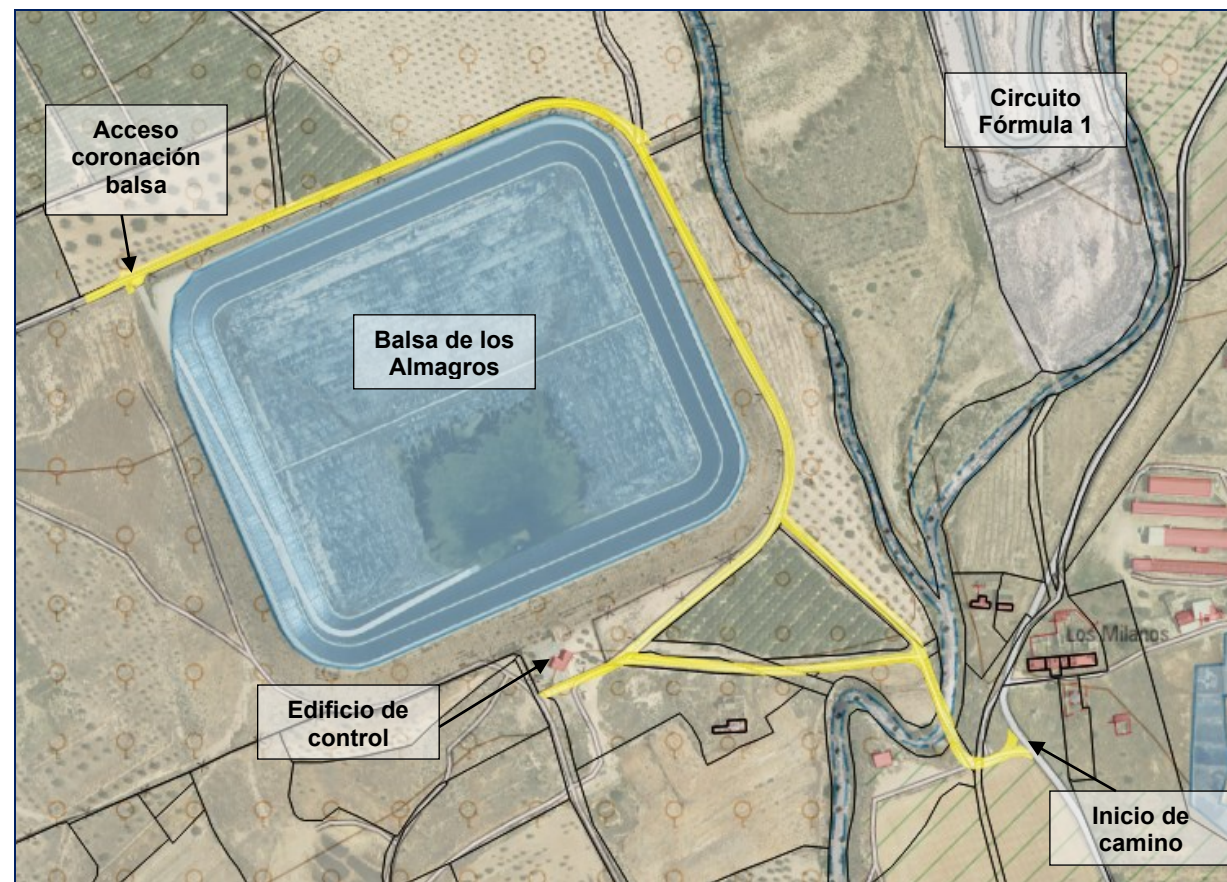 Acceso
coronación
balsa
Circuito
Fórmula 1
Balsa de los
Almagros
Los Milanos
Edificio de
control
Inicio de
camino